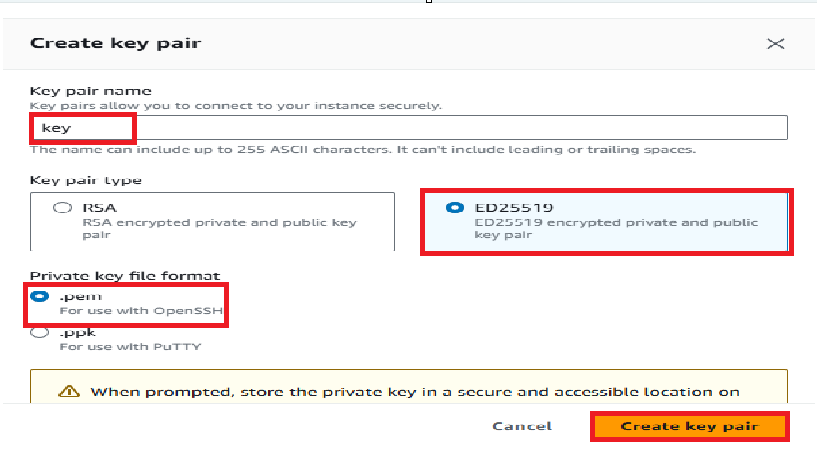 Create key pair
Key pair name
Key pairs allow you to connect to your instance securely.
key
The name can include up to 255 ASCII characters. It can't include leading or trailing spaces.
Key pair type
RSA
RSA encrypted private and public key
pair
ED25519
ED25519 encrypted private and public
key pair
Private key file format
.pem
For use with OpenSSH
.ppk
For use with PuTTY
When prompted, store the private key in a secure and accessible location on
Cancel
Create key pair